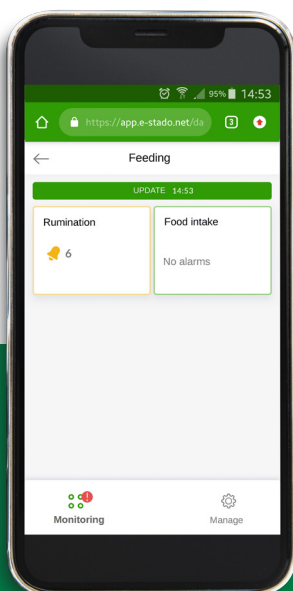 95% 14:53
https://app.e-stado.net/da 3
Feeding
UPDATE 14:53
Rumination
6
Food intake
No alarms
!
Monitoring
Manage